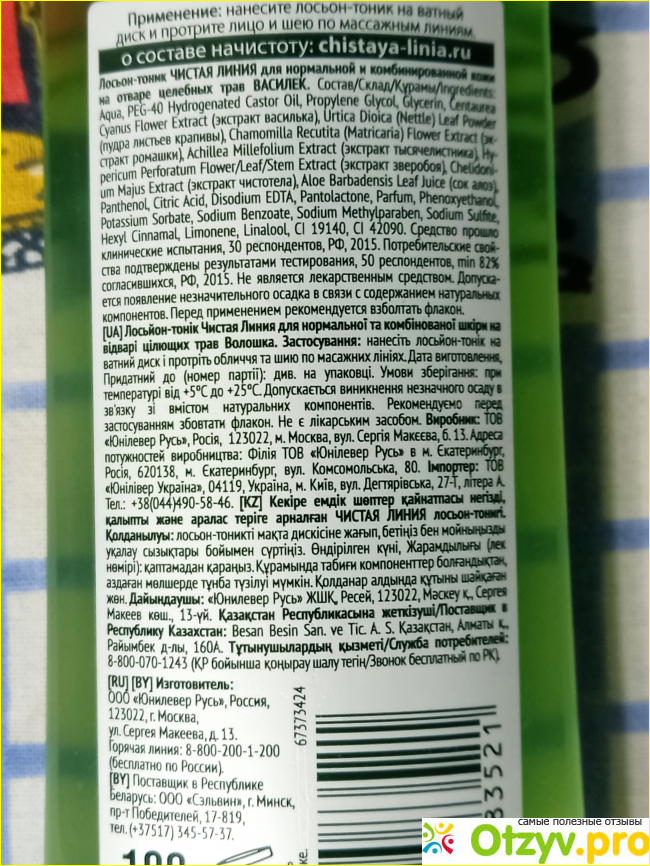 Применение: нанесите лосьон-тоник на ватный
диск и протрите лицо и шею по массажным линиям.
о составе начистоту: chistaya-linia.ru
Лосьон-тоник ЧИСТАЯ ЛИНИЯ для нормальной и комбинированной кожи
на отваре целебных трав ВАСИЛЕК. Состав/Склад/Құрамы/Ingredients:
Aqua, PEG-40 Hydrogenated Castor Oil, Propylene Glycol, Glycerin, Centaurea
Cyanus Flower Extract (экстракт василька), Urtica Dioica (Nettle) Leaf Powder
(пудра листьев крапивы), Chamomilla Recutita (Matricaria) Flower Extract (эк-
стракт ромашки), Achillea Millefolium Extract (экстракт тысячелистника), Hy-
pericum Perforatum Flower/Leaf/Stem Extract (экстракт зверобоя), Chelidoni-
um Majus Extract (экстракт чистотела), Aloe Barbadensis Leaf Juice (сок алоэ),
Panthenol, Citric Acid, Disodium EDTA, Pantolactone, Parfum, Phenoxyethanol,
Potassium Sorbate, Sodium Benzoate, Sodium Methylparaben, Sodium Sulfite,
Hexyl Cinnamal, Limonene, Linalool, CI 19140, CI 42090. Средство прошло
клинические испытания, 30 респондентов, РФ, 2015. Потребительские свой-
ства подтверждены результатами тестирования, 50 респондентов, min 82%
согласившихся, РФ, 2015. Не является лекарственным средством. Допуска-
ется появление незначительного осадка в связи с содержанием натуральных
компонентов. Перед применением рекомендуется взболтать флакон.
[UA] Лосьйон-тонік Чистая Линия для нормальної та комбінованої шкіри на
відварі цілющих трав Волошка. Застосування: нанесіть лосьйон-тонік на
ватний диск і протріть обличчя та шию по масажних лініях. Дата виготовлення,
Придатний до (номер партії): див. на упаковці. Умови зберігання: при
температурі від +5°C до +25°C. Допускається виникнення незначного осаду в
зв'язку зі вмістом натуральних компонентів. Рекомендуємо перед
застосуванням збовтати флакон. Не є лікарським засобом. Виробник: ТОВ
«Юнілевер Русь», Росія, 123022, м. Москва, вул. Сергія Макеєва, б. 13. Адреса
потужностей виробництва: Філія ТОВ «Юнілевер Русь» в м. Єкатеринбург,
Росія, 620138, м. Єкатеринбург, вул. Комсомольська, 80. Імпортер: ТОВ
«Юнілівер Україна», 04119, Україна, м. Київ, вул. Дегтярівська, 27-Т, літера А.
Тел.: +38(044)490-58-46. [KZ] Кекіре емдік шөптер қайнатпасы негізді,
қалыпты және аралас теріге арналған ЧИСТАЯ ЛИНИЯ лосьон-тонигі.
Қолданылуы: лосьон-тоникті мақта дискісіне жағып, бетіңіз бен мойныңызды
уқалау сызықтары бойымен сүртіңіз. Өндірілген күні, Жарамдылығы (лек
нөмірі): қаптамадан қараңыз. Құрамында табиғи компоненттер болғандықтан,
аздаған мөлшерде тұнба түзілуі мүмкін. Қолданар алдында құтыны шайқаған
жөн. Дайындаушы: «Юнилевер Русь» ЖШҚ, Ресей, 123022, Маскеу қ., Сергея
Макеев көш., 13-үй. Қазақстан Республикасына жеткізуші/Поставщик в
Республику Казахстан: Besan Besin San. ve Tic. A. S. Қазақстан, Алматы қ.,
Райымбек д-лы, 160А. Тұтынушылардың қызметі/Служба потребителей:
8-800-070-1243 (ҚР бойынша қоңырау шалу тегін/Звонок бесплатный по РК).
[RU] [BY] Изготовитель:
ООО «Юнилевер Русь», Россия,
123022, г. Москва,
ул. Сергея Макеева, д. 13.
Горячая линия: 8-800-200-1-200
(бесплатно по России).
[BY] Поставщик в Республике
Беларусь: ООО «Сэльвин», г. Минск,
пр-т Победителей, 17-819,
тел. (+37517) 345-57-37.
67373424
83521
100
ке.
самые полезные отзывы
Otzyv.pro